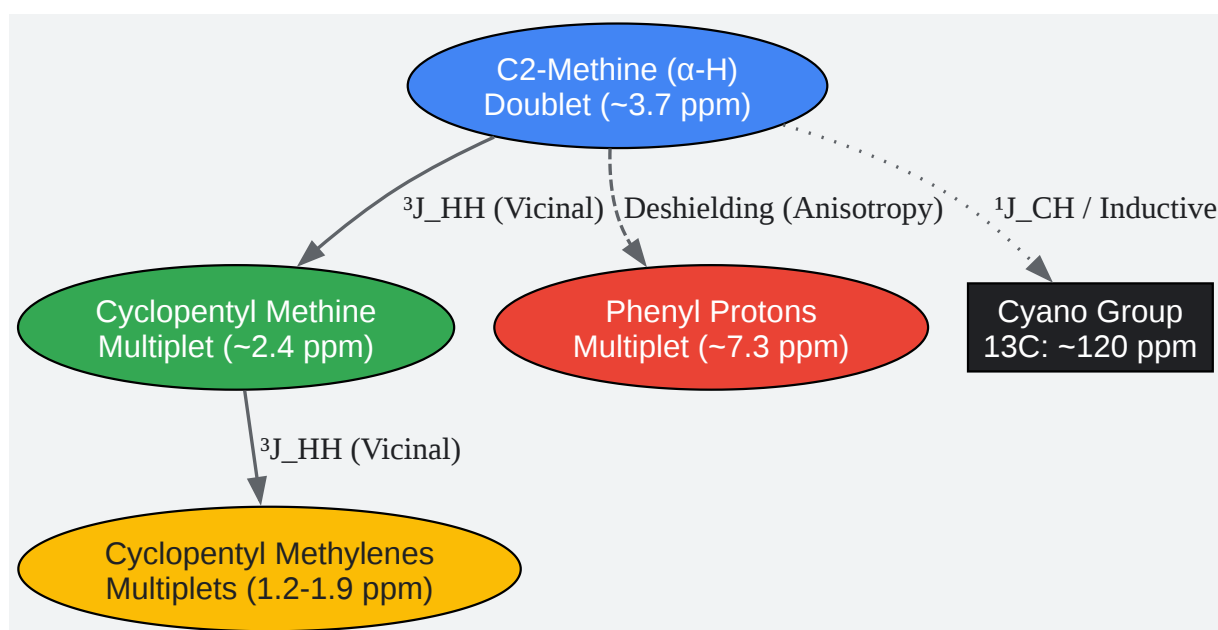 C2-Methine (α-H)
Doublet (~3.7 ppm)
³J_HH (Vicinal)
Deshielding (Anisotropy)
¹J_CH / Inductive
Cyclopentyl Methine
Multiplet (~2.4 ppm)
Phenyl Protons
Multiplet (~7.3 ppm)
Cyano Group
13C: ~120 ppm
³J_HH (Vicinal)
Cyclopentyl Methylenes
Multiplets (1.2-1.9 ppm)